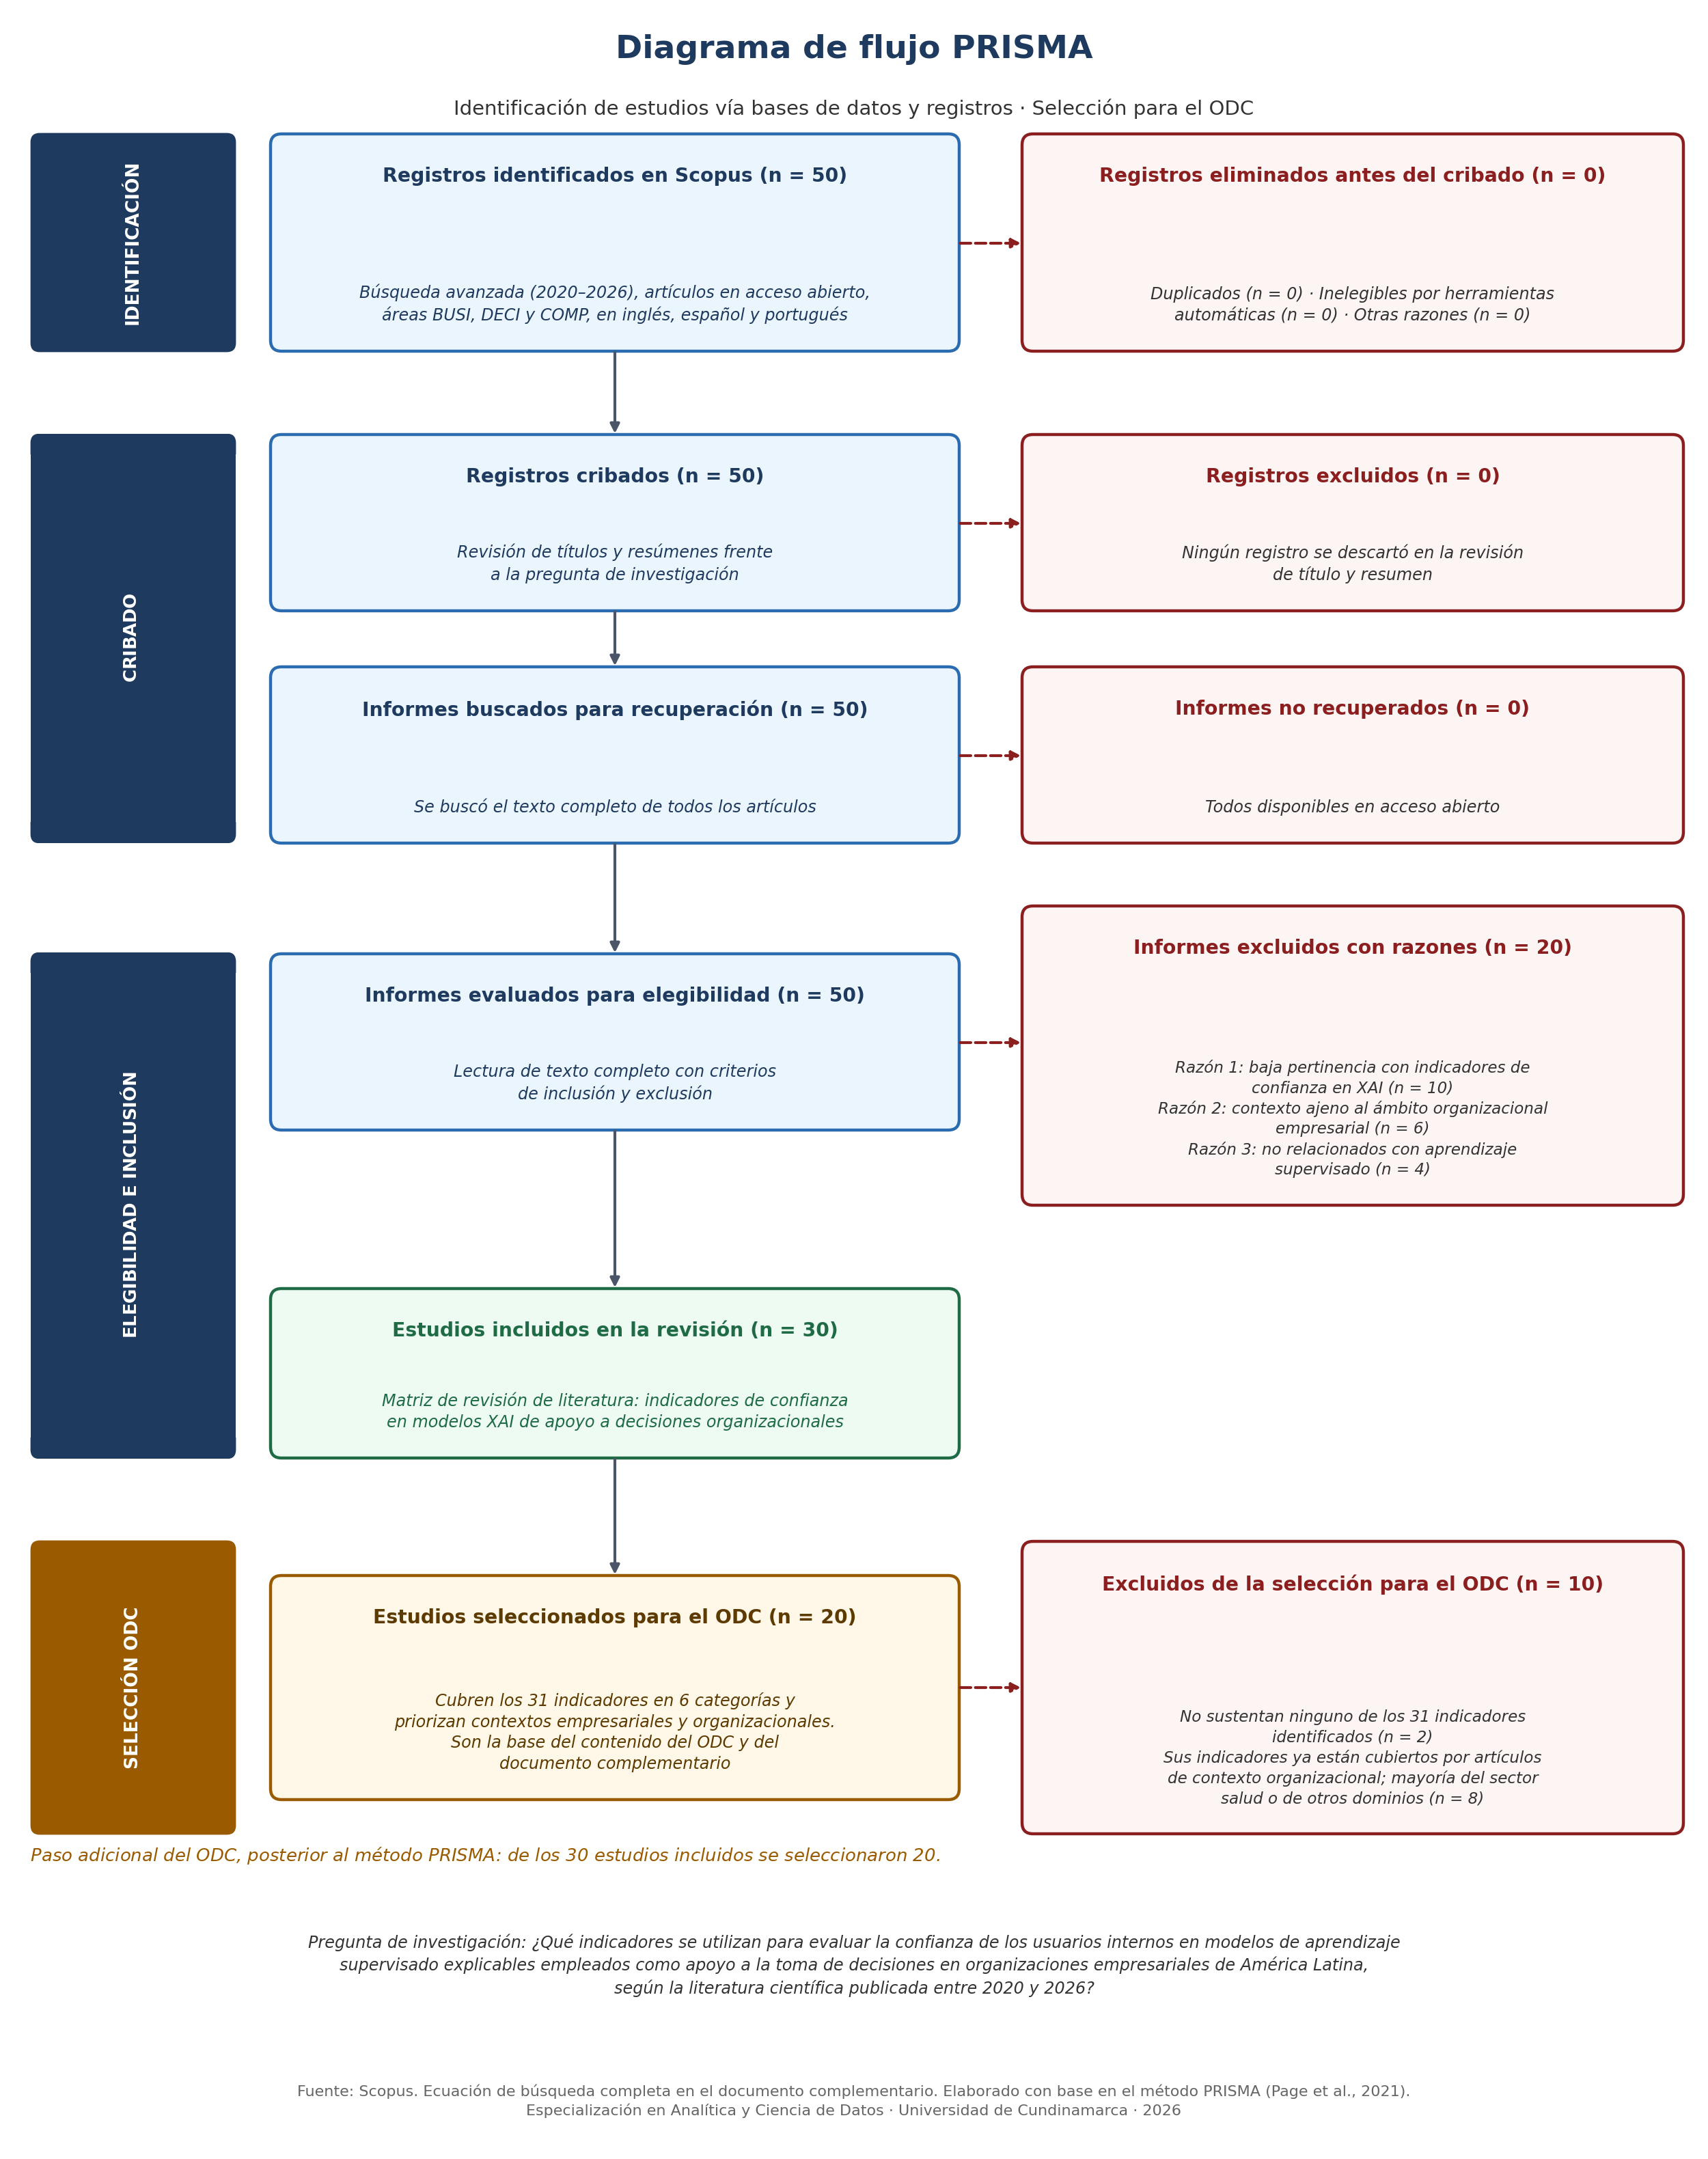 Diagrama de flujo PRISMA
Identificación de estudios vía bases de datos y registros · Selección para el ODC
IDENTIFICACIÓN
Registros identificados en Scopus (n = 50)
Búsqueda avanzada (2020–2026), artículos en acceso abierto,
áreas BUSI, DECI y COMP, en inglés, español y portugués
Registros eliminados antes del cribado (n = 0)
Duplicados (n = 0) · Inelegibles por herramientas
automáticas (n = 0) · Otras razones (n = 0)
CRIBADO
Registros cribados (n = 50)
Revisión de títulos y resúmenes frente
a la pregunta de investigación
Registros excluidos (n = 0)
Ningún registro se descartó en la revisión
de título y resumen
Informes buscados para recuperación (n = 50)
Se buscó el texto completo de todos los artículos
Informes no recuperados (n = 0)
Todos disponibles en acceso abierto
ELEGIBILIDAD E INCLUSIÓN
Informes evaluados para elegibilidad (n = 50)
Lectura de texto completo con criterios
de inclusión y exclusión
Informes excluidos con razones (n = 20)
Razón 1: baja pertinencia con indicadores de
confianza en XAI (n = 10)
Razón 2: contexto ajeno al ámbito organizacional
empresarial (n = 6)
Razón 3: no relacionados con aprendizaje
supervisado (n = 4)
Estudios incluidos en la revisión (n = 30)
Matriz de revisión de literatura: indicadores de confianza
en modelos XAI de apoyo a decisiones organizacionales
SELECCIÓN ODC
Estudios seleccionados para el ODC (n = 20)
Cubren los 31 indicadores en 6 categorías y
priorizan contextos empresariales y organizacionales.
Son la base del contenido del ODC y del
documento complementario
Excluidos de la selección para el ODC (n = 10)
No sustentan ninguno de los 31 indicadores
identificados (n = 2)
Sus indicadores ya están cubiertos por artículos
de contexto organizacional; mayoría del sector
salud o de otros dominios (n = 8)
Paso adicional del ODC, posterior al método PRISMA: de los 30 estudios incluidos se seleccionaron 20.
Pregunta de investigación: ¿Qué indicadores se utilizan para evaluar la confianza de los usuarios internos en modelos de aprendizaje
supervisado explicables empleados como apoyo a la toma de decisiones en organizaciones empresariales de América Latina,
según la literatura científica publicada entre 2020 y 2026?
Fuente: Scopus. Ecuación de búsqueda completa en el documento complementario. Elaborado con base en el método PRISMA (Page et al., 2021).
Especialización en Analítica y Ciencia de Datos · Universidad de Cundinamarca · 2026